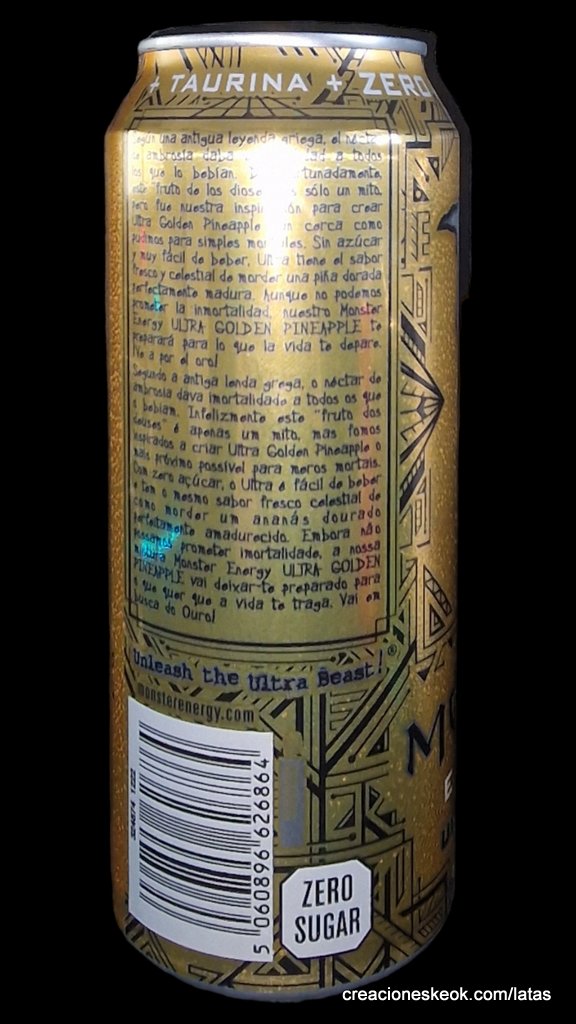 + TAURINA + ZERO
Según una antigua leyenda griega, el néctar
de ambrosía daba a todos
los que lo bebían.
este "fruto de los es sólo un mito,
pero fue nuestra para crear
Ultra Golden Pineapple cerca como
pudimos para simples mortales. Sin azúcar
y muy fácil de beber, Ultra tiene el sabor
fresco y celestial de morder una piña dorada
perfectamente madura. Aunque no podemos
prometer la inmortalidad, nuestro Monster
Energy ULTRA GOLDEN PINEAPPLE te
preparará para lo que la vida te depare.
¡Ve a por el oro!
Segundo a antiga lenda grega, o néctar de
ambrosia dava imortalidade a todos os que
o bebiam. Infelizmente este "fruto dos
deuses" é apenas um mito, mas fomos
inspirados a criar Ultra Golden Pineapple o
mais próximo possível para meros mortais.
Com zero açúcar, o Ultra é fácil de beber
e tem o mesmo sabor fresco celestial de
como morder um ananás dourado
perfeitamente amadurecido. Embora não
possamos prometer imortalidade, a nossa
mistura Monster Energy ULTRA GOLDEN
PINEAPPLE vai deixar-te preparado para
o que quer que a vida te traga. Vai em
busca do Ouro!
Unleash the Ultra Beast!®
monsterenergy.com
M
E
U
1222
5 060896 626864
ZERO
SUGAR
creacioneskeok.com/latas